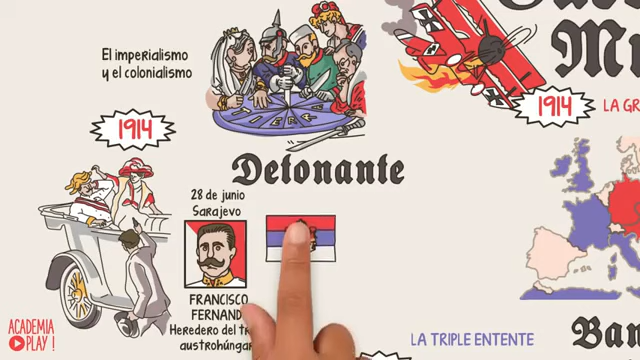 El imperialismo
y el colonialismo
1914
1914
LA GR
Detonante
28 de junio
Sarajevo
FRANCISCO
FERNAND
Heredero del tr
austrohúngar
LA TRIPLE ENTENTE
Ban
ACADEMIA
PLAY !